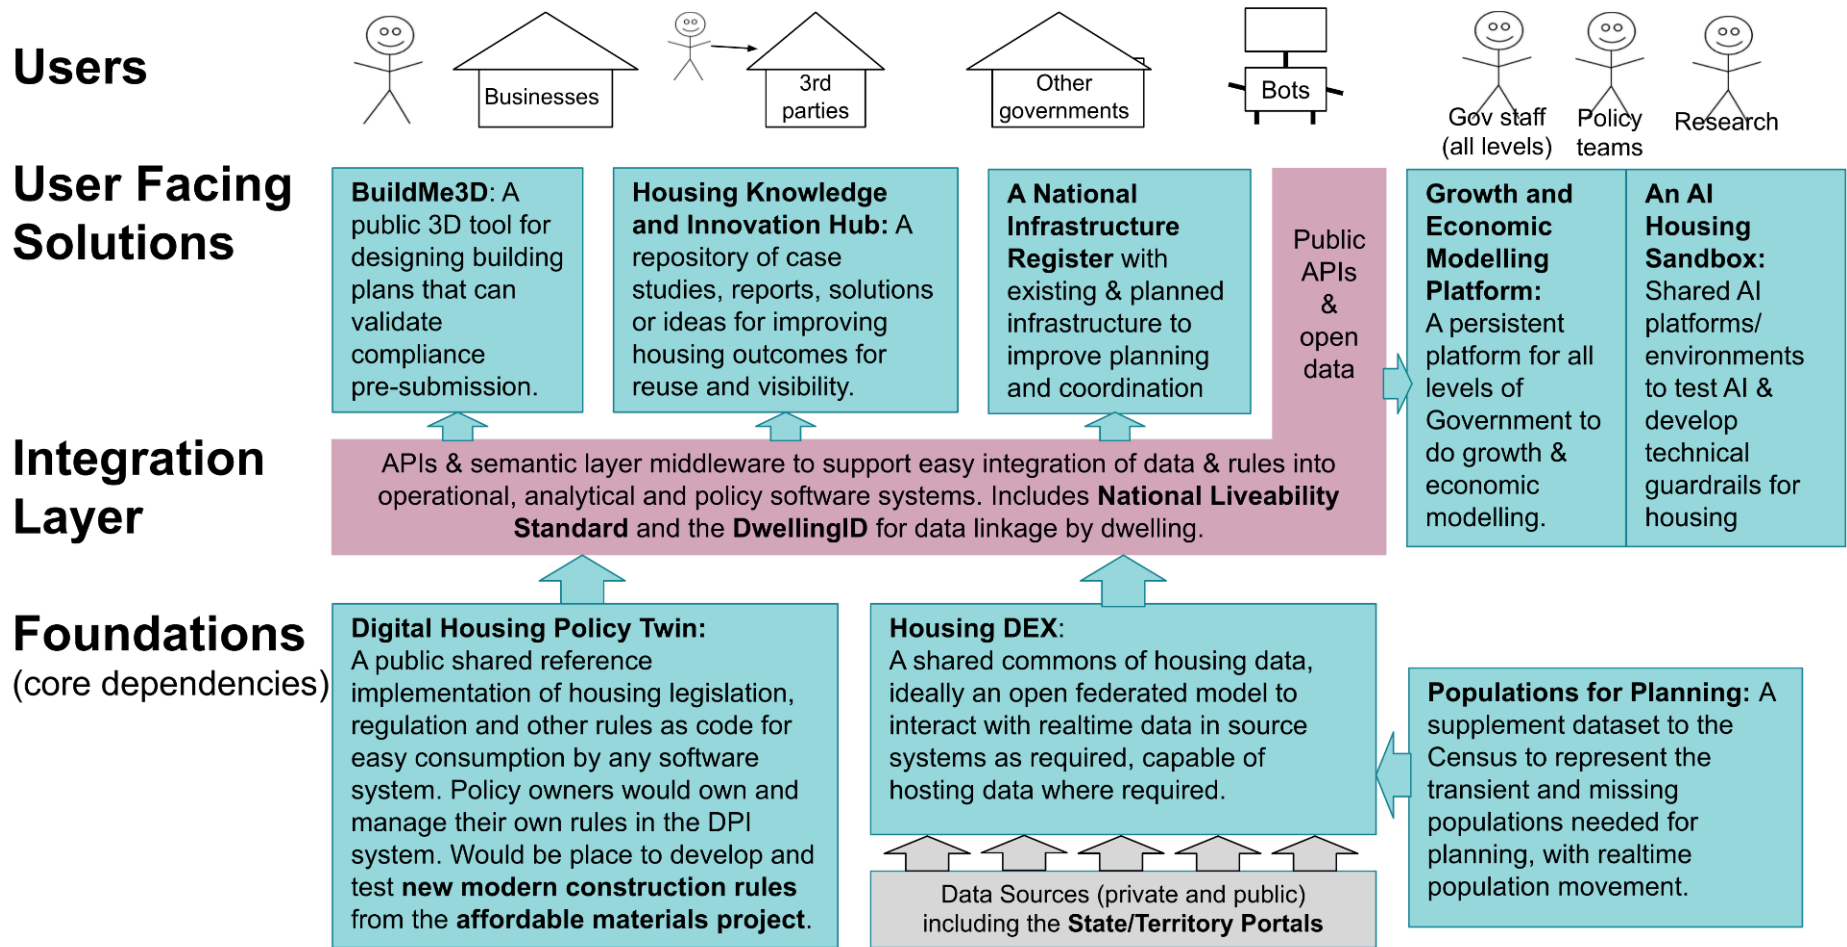 Users
Businesses
3rd
parties
Other
governments
Bots
Gov staff
(all levels)
Policy
teams
Research
User Facing
Solutions
BuildMe3D: A
public 3D tool for
designing building
plans that can
validate
compliance
pre-submission.
Housing Knowledge
and Innovation Hub: A
repository of case
studies, reports, solutions
or ideas for improving
housing outcomes for
reuse and visibility.
A National
Infrastructure
Register with
existing & planned
infrastructure to
improve planning
and coordination
Public
APIs
&
open
data
Growth and
Economic
Modelling
Platform:
A persistent
platform for all
levels of
Government to
do growth &
economic
modelling.
An AI
Housing
Sandbox:
Shared AI
platforms/
environments
to test AI &
develop
technical
guardrails for
housing
Integration
Layer
APIs & semantic layer middleware to support easy integration of data & rules into
operational, analytical and policy software systems. Includes National Liveability
Standard and the DwellingID for data linkage by dwelling.
Foundations
(core dependencies)
Digital Housing Policy Twin:
A public shared reference
implementation of housing legislation,
regulation and other rules as code for
easy consumption by any software
system. Policy owners would own and
manage their own rules in the DPI
system. Would be place to develop and
test new modern construction rules
from the affordable materials project.
Housing DEX:
A shared commons of housing data,
ideally an open federated model to
interact with realtime data in source
systems as required, capable of
hosting data where required.
Data Sources (private and public)
including the State/Territory Portals
Populations for Planning: A
supplement dataset to the
Census to represent the
transient and missing
populations needed for
planning, with realtime
population movement.